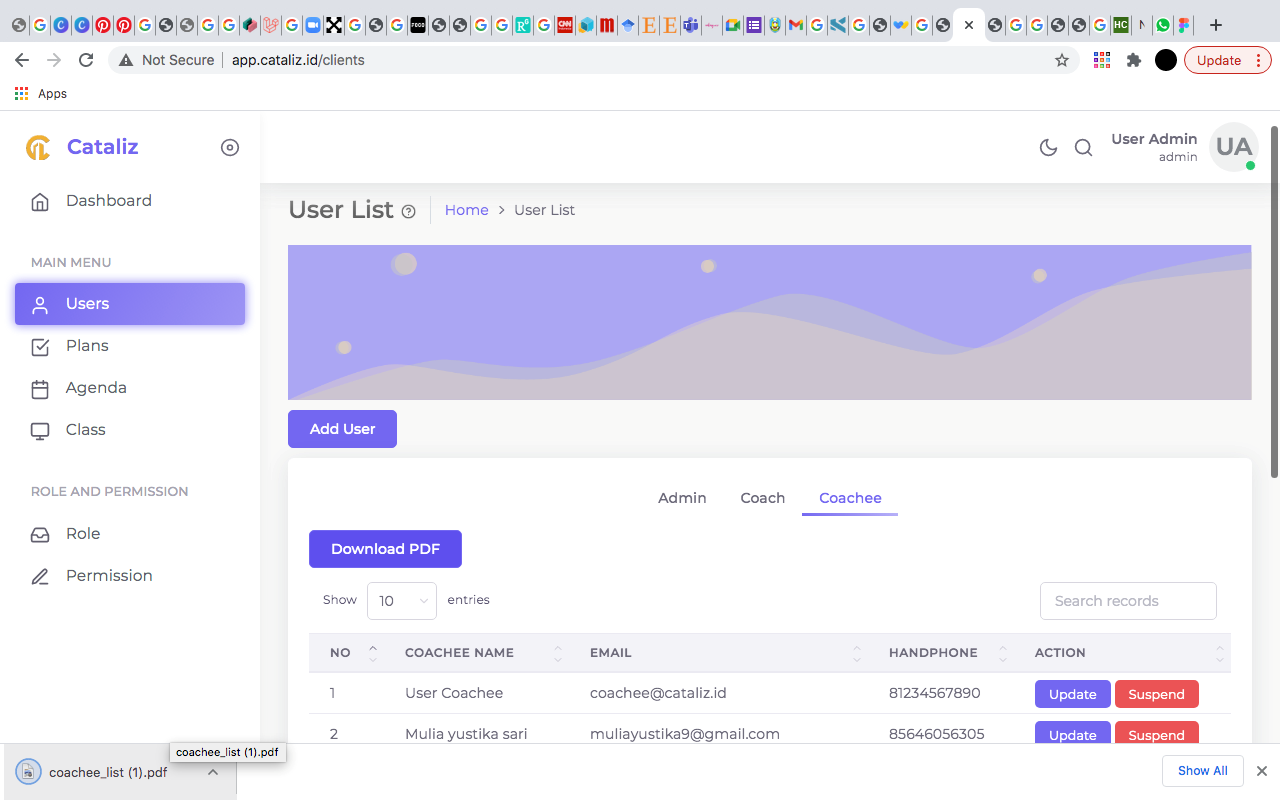 Not Secure
app.cataliz.id/clients
Update
Apps
Cataliz
User Admin
admin
UA
Dashboard
User List
Home > User List
MAIN MENU
Users
Plans
Agenda
Class
Add User
ROLE AND PERMISSION
Role
Permission
Admin Coach Coachee
Download PDF
Show 10 entries
Search records
NO COACHEE NAME EMAIL HANDPHONE ACTION
1 User Coachee coachee@cataliz.id 81234567890 Update Suspend
2 Mulia yustika sari muliayustika9@gmail.com 85646056305 Update Suspend
coachee_list (1).pdf
coachee_list (1).pdf
Show All